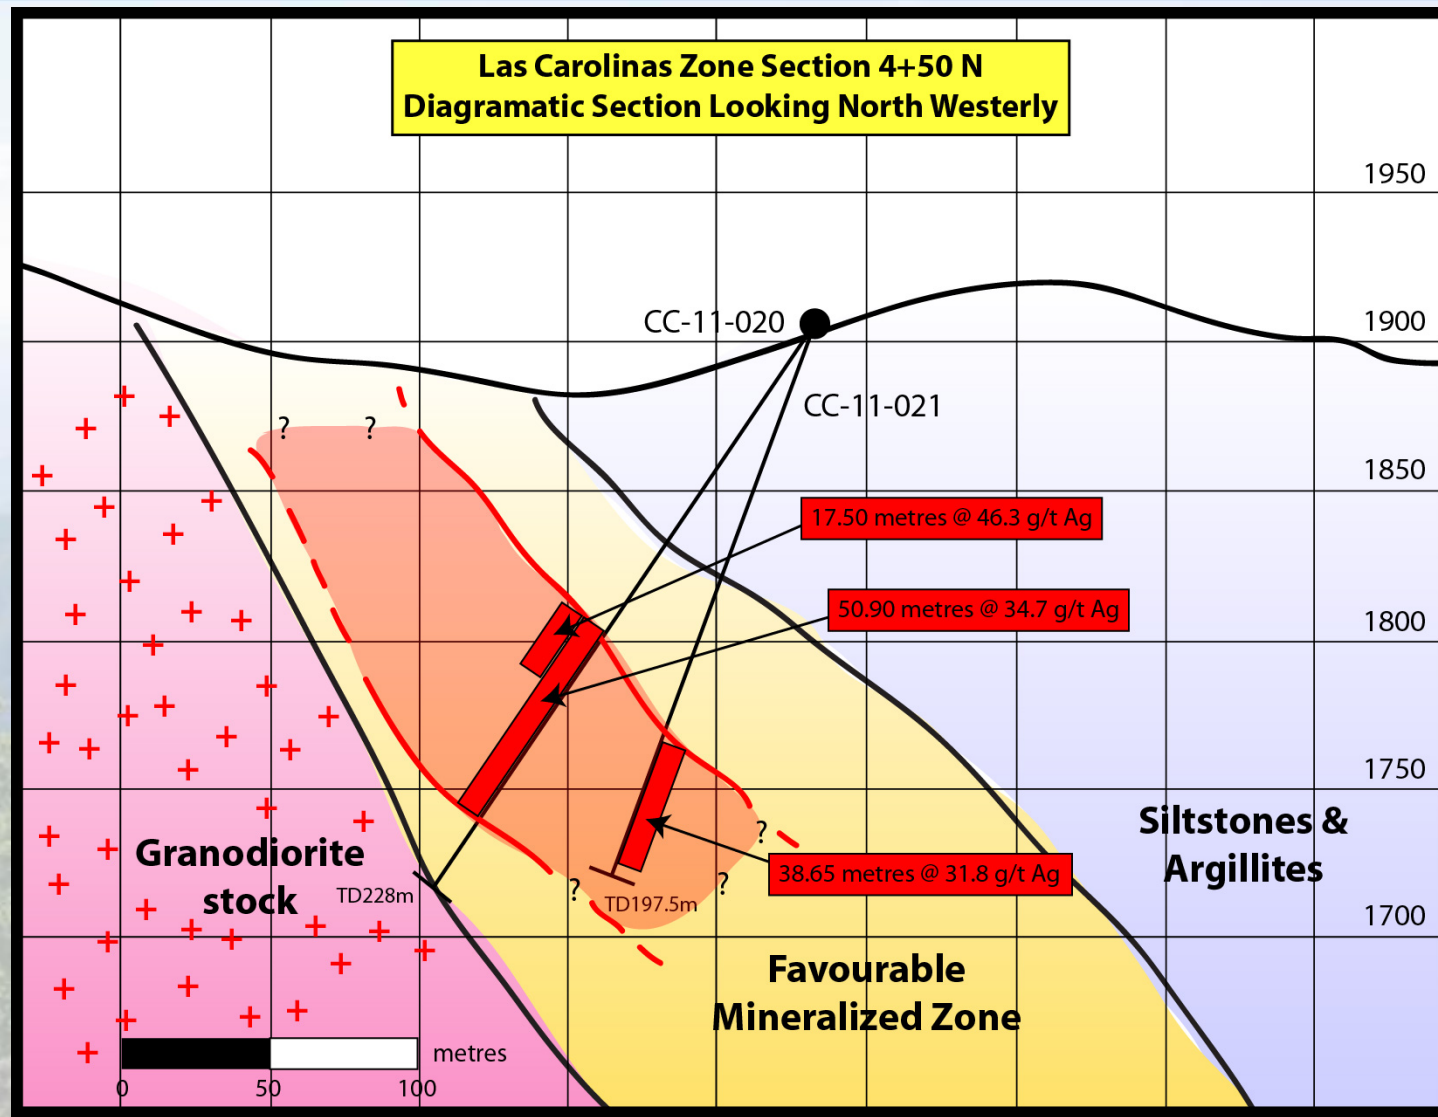 Las Carolinas Zone Section 4+50 N
Diagramatic Section Looking North Westerly
1950
CC-11-020
1900
CC-11-021
?
?
1850
17.50 metres @ 46.3 g/t Ag
50.90 metres @ 34.7 g/t Ag
1800
1750
Siltstones &
Argillites
?
Granodiorite
stock
38.65 metres @ 31.8 g/t Ag
?
?
TD228m
TD197.5m
1700
Favourable
Mineralized Zone
metres
0
50
100